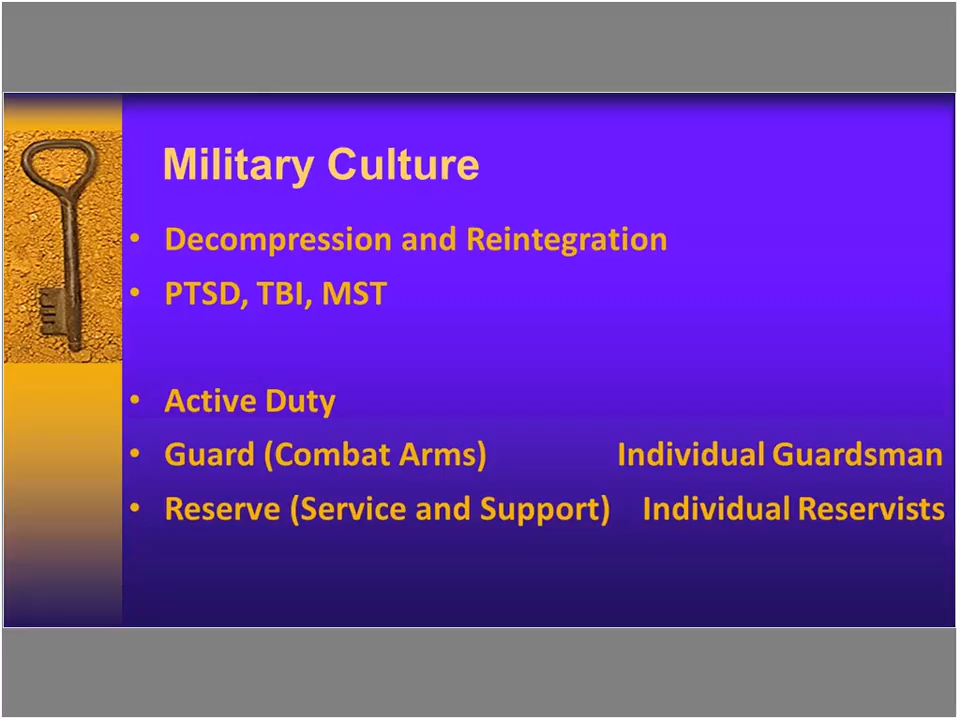 Military Culture
• Decompression and Reintegration
• PTSD, TBI, MST
• Active Duty
• Guard (Combat Arms) Individual Guardsman
• Reserve (Service and Support) Individual Reservists